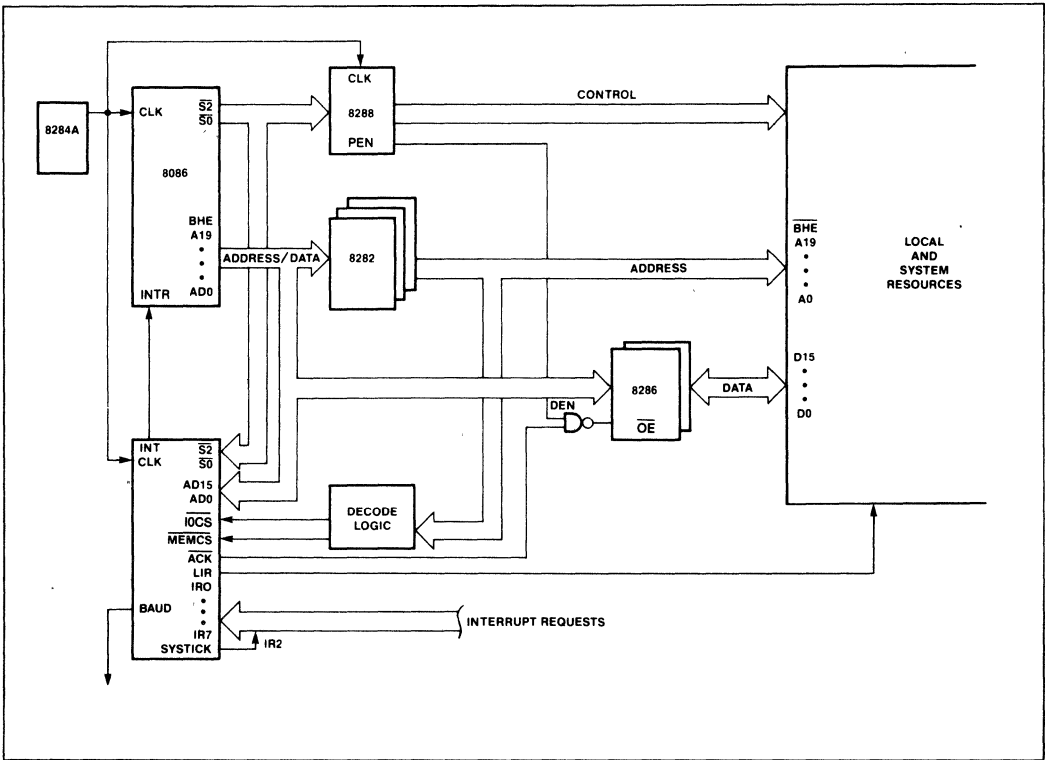 8284A
CLK
S2
S0
8086
BHE
A19
AD0
INTR
CLK
8288
PEN
CONTROL
ADDRESS/DATA
8282
ADDRESS
BHE
A19
A0
D15
D0
LOCAL
AND
SYSTEM
RESOURCES
8286
OE
DATA
DEN
INT
CLK
S2
S0
AD15
AD0
IOCS
MEMCS
ACK
LIR
IRO
BAUD
IR7
SYSTICK
DECODE
LOGIC
INTERRUPT REQUESTS
IR2